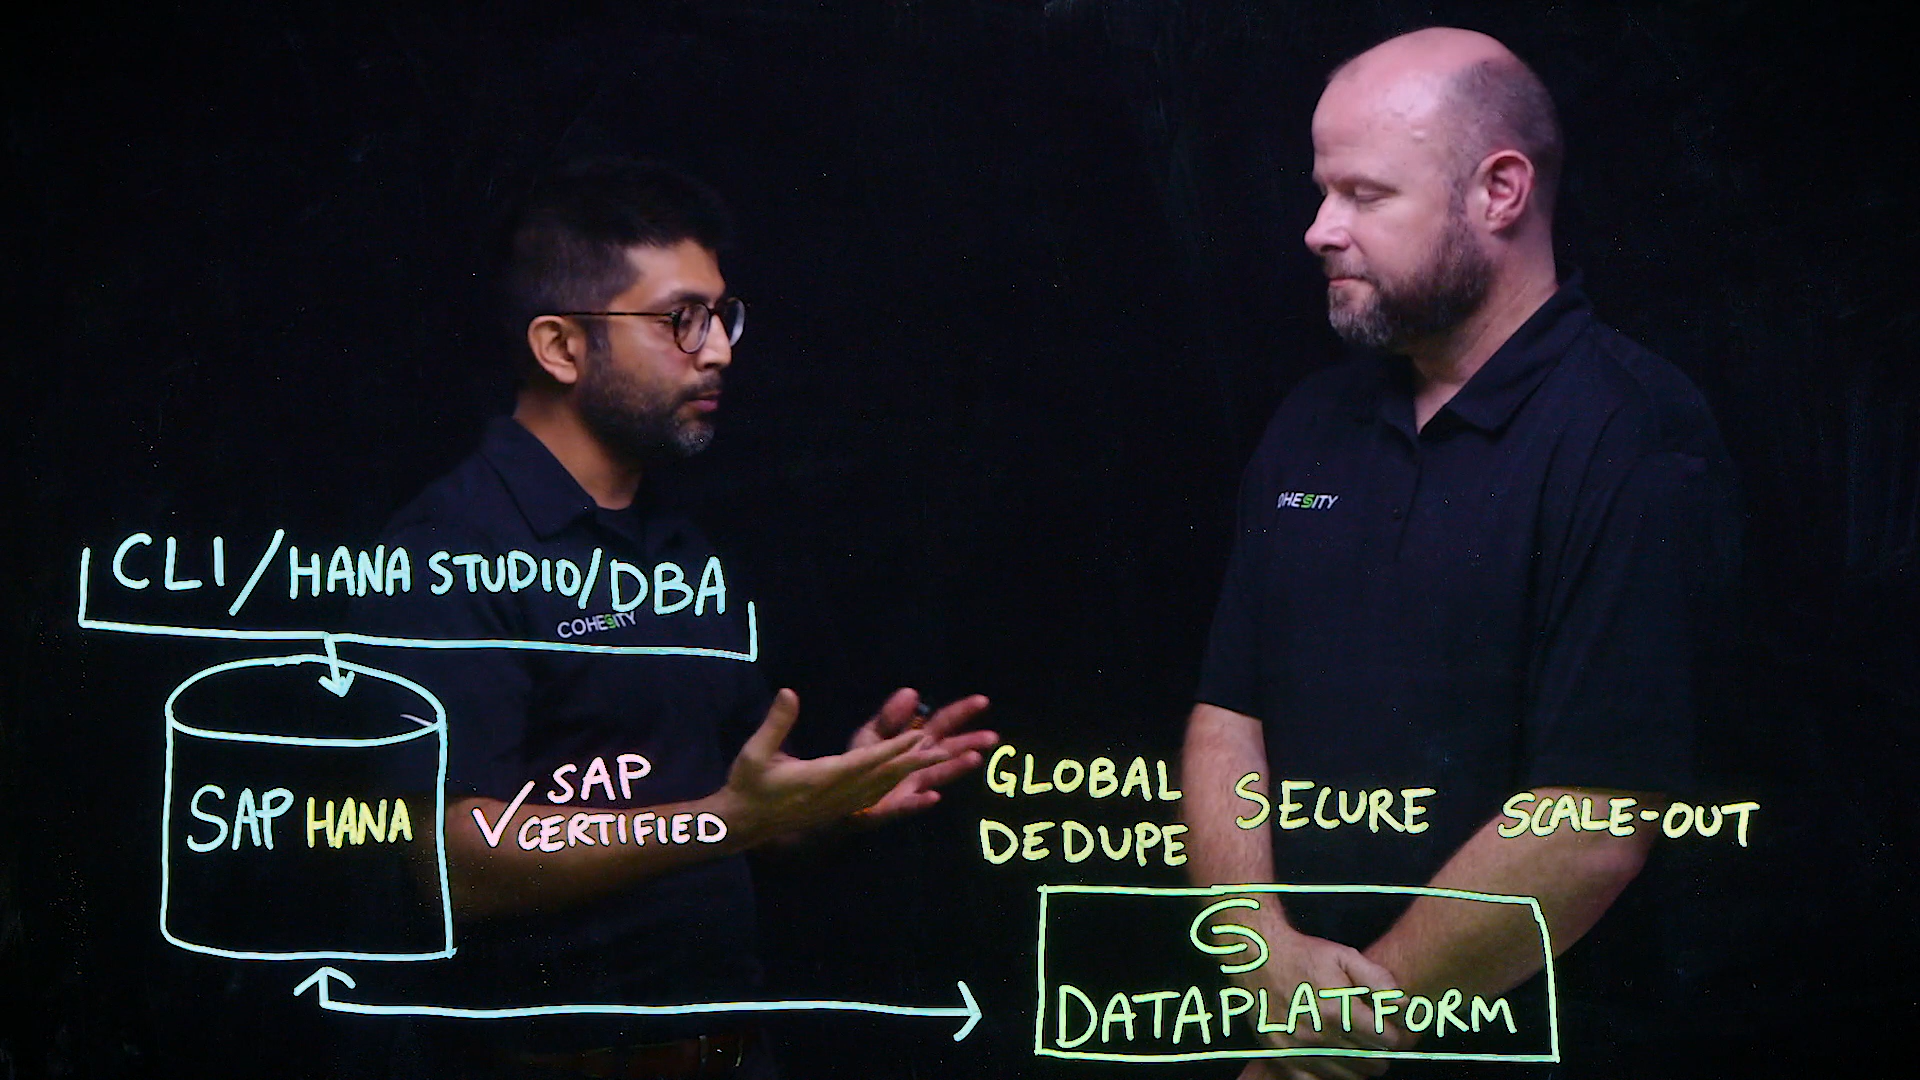 COHESITY
CLI/HANA STUDIO/DBA
COHESITY
SAP HANA
SAP
CERTIFIED
GLOBAL
DEDUPE
SECURE
SCALE-OUT
DATAPLATFORM